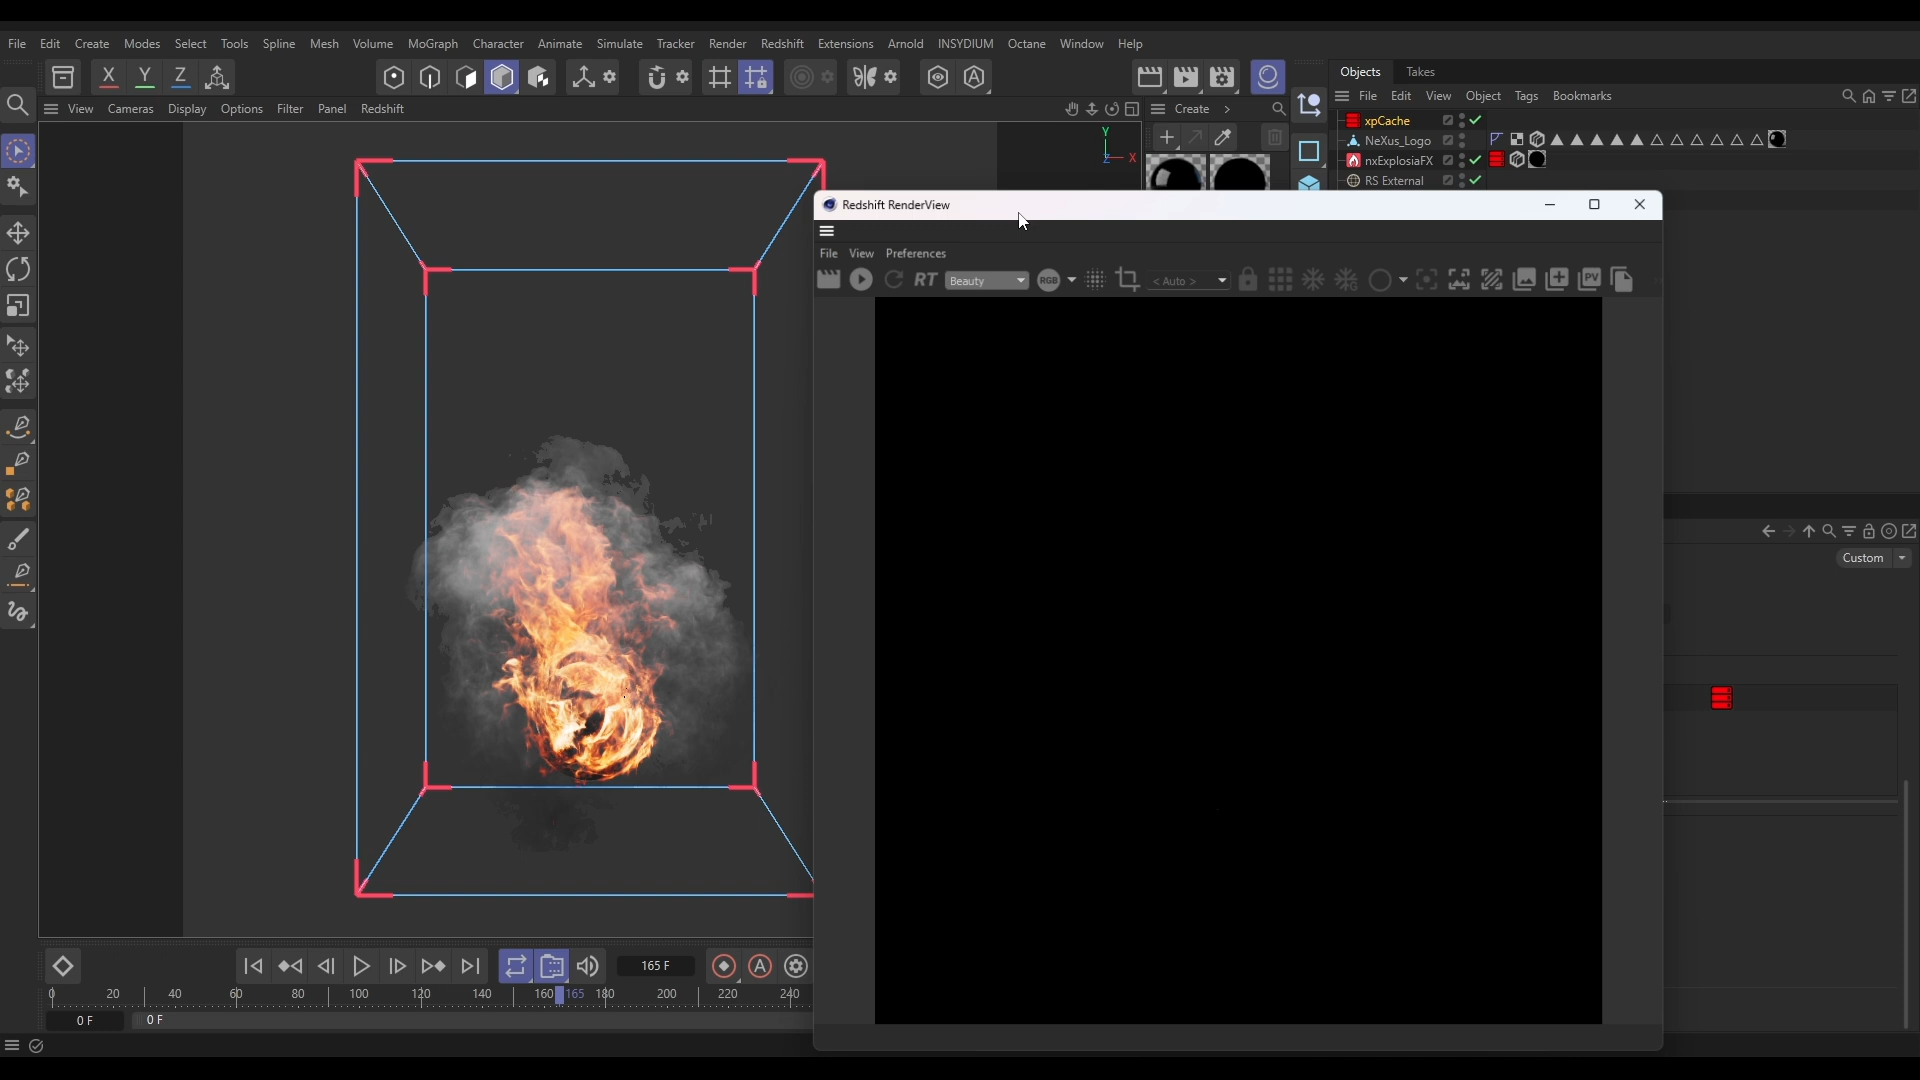 File Edit Create Modes Select Tools Spline Mesh Volume MoGraph Character Animate Simulate Tracker Render Redshift Extensions Arnold INSYDIUM Octane Window Help
X Y Z
Objects Takes
View Cameras Display Options Filter Panel Redshift
Create
File Edit View Object Tags Bookmarks
Y
X
Z
xpCache
NeXus_Logo
nxExplosiaFX
RS External
Redshift RenderView
File View Preferences
RT Beauty RGB < Auto > PV
Custom
165 F
0 20 40 60 80 100 120 140 160 165 180 200 220 240
0 F 0 F